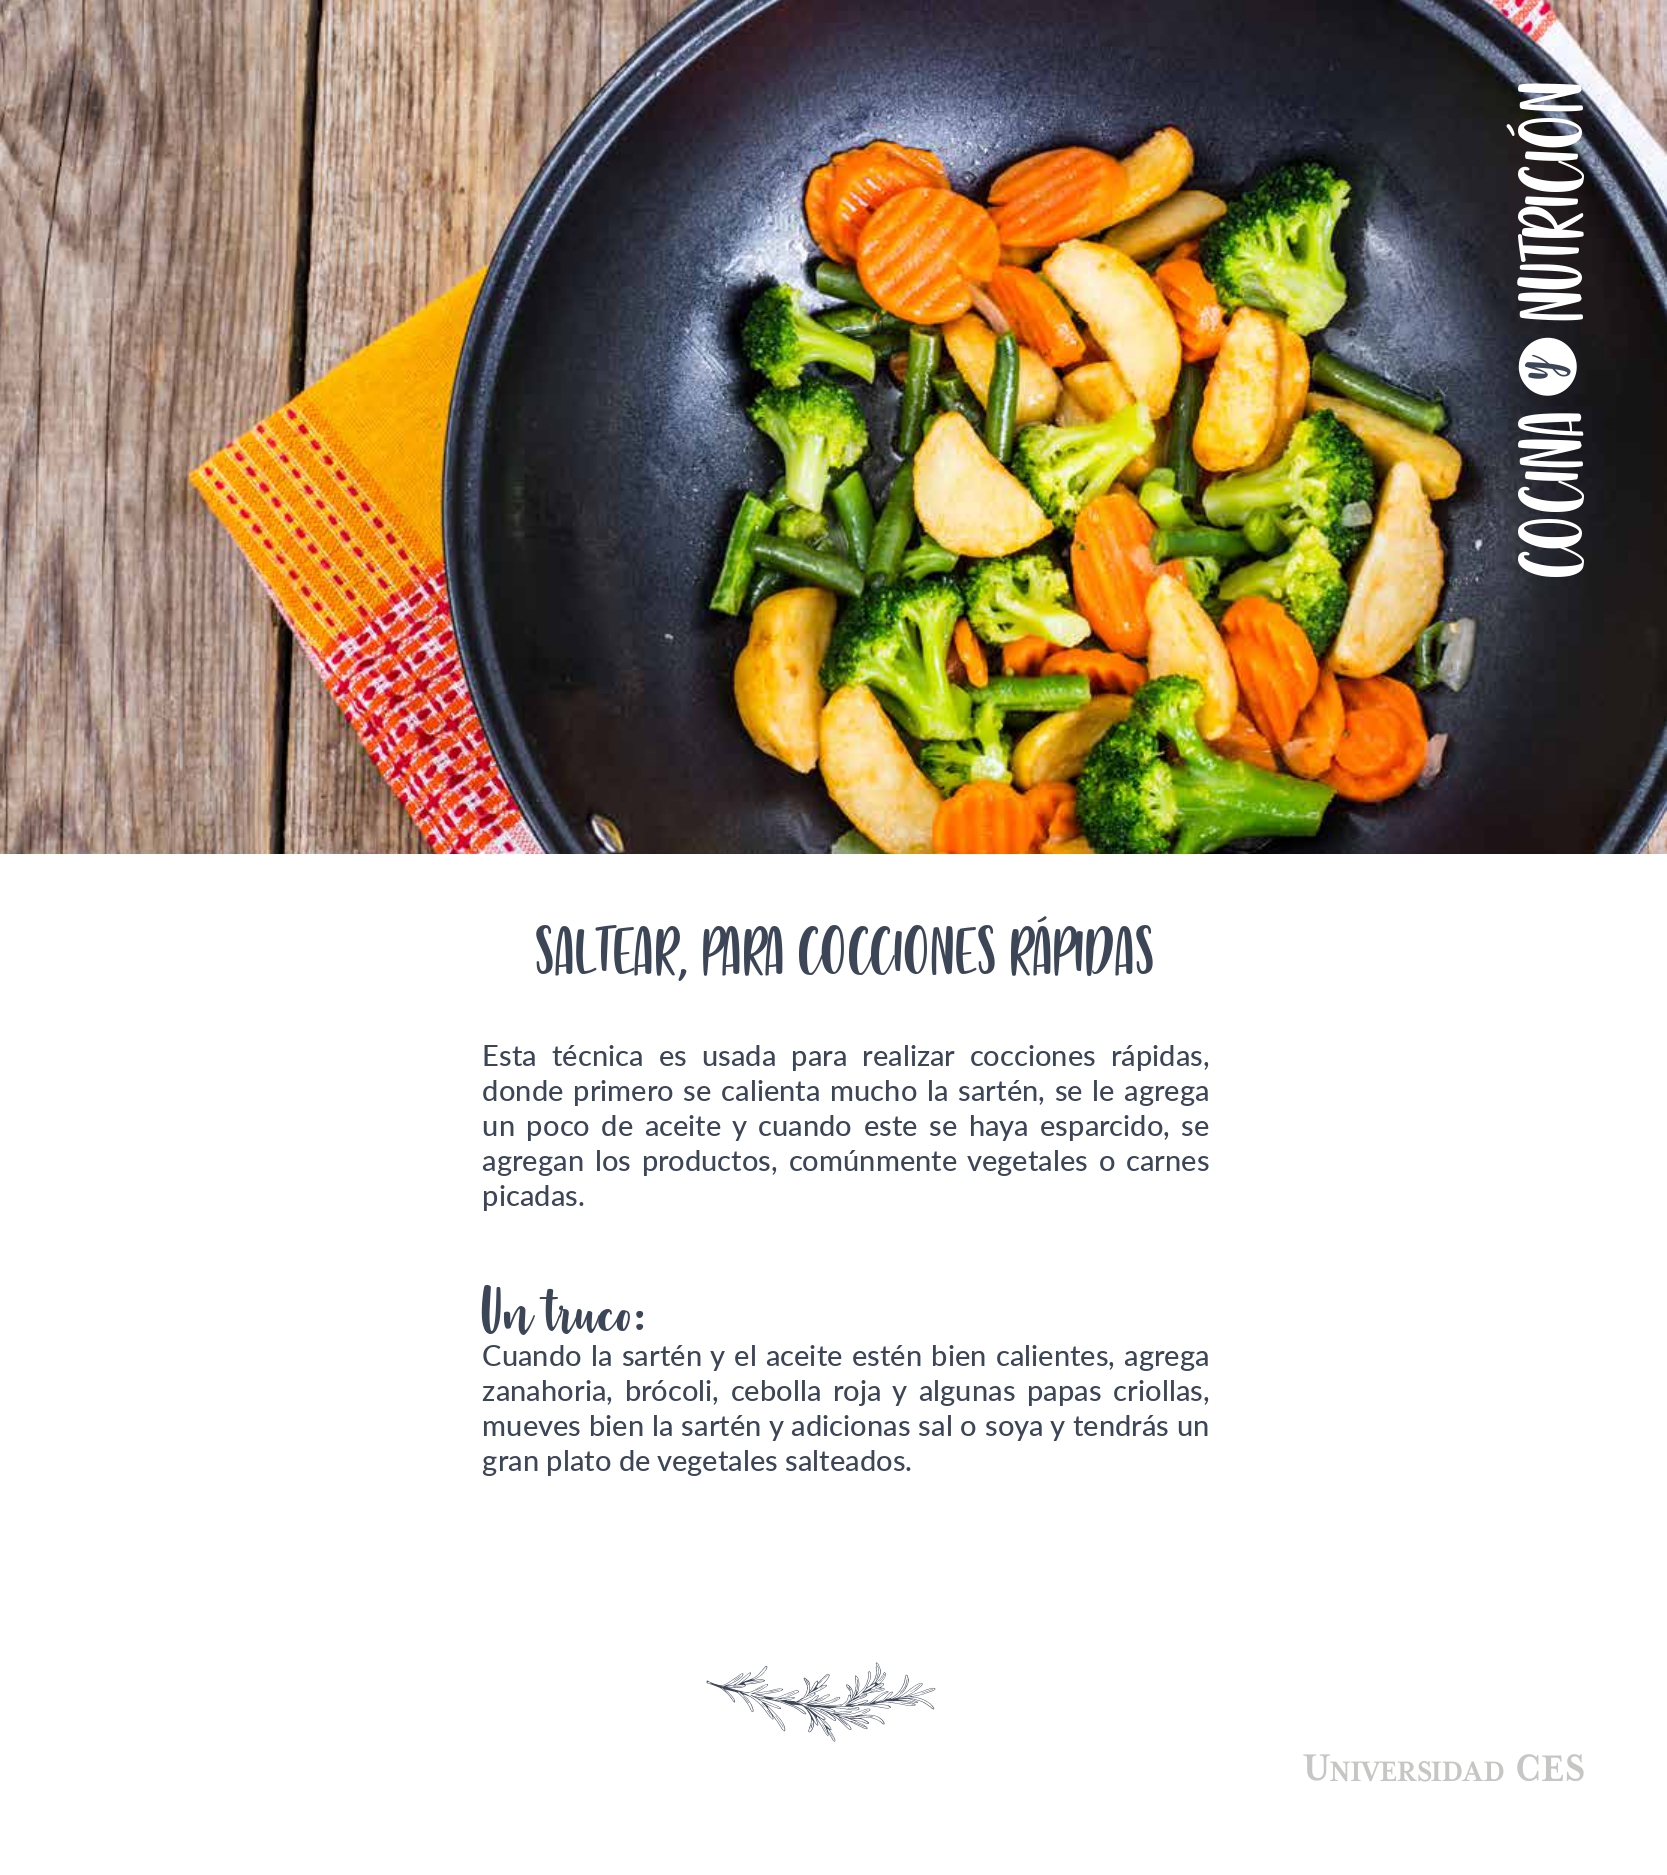 COCINA y NUTRICIÓN
SALTEAR, PARA COCCIONES RÁPIDAS
Esta técnica es usada para realizar cocciones rápidas,
donde primero se calienta mucho la sartén, se le agrega
un poco de aceite y cuando este se haya esparcido, se
agregan los productos, comúnmente vegetales o carnes
picadas.
Un truco:
Cuando la sartén y el aceite estén bien calientes, agrega
zanahoria, brócoli, cebolla roja y algunas papas criollas,
mueves bien la sartén y adicionas sal o soya y tendrás un
gran plato de vegetales salteados.
UNIVERSIDAD CES